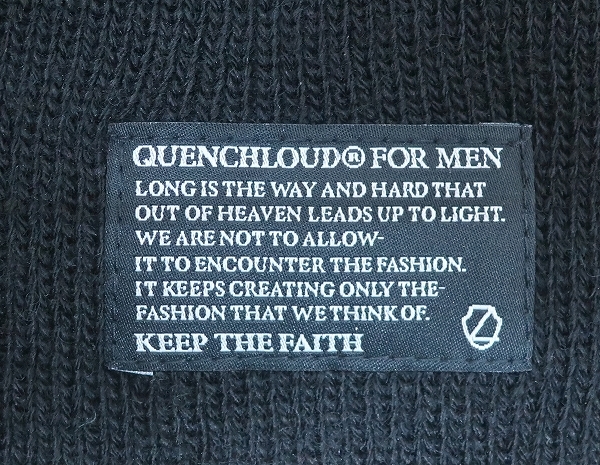 QUENCHLOUD® FOR MEN
LONG IS THE WAY AND HARD THAT
OUT OF HEAVEN LEADS UP TO LIGHT.
WE ARE NOT TO ALLOW-
IT TO ENCOUNTER THE FASHION.
IT KEEPS CREATING ONLY THE-
FASHION THAT WE THINK OF.
KEEP THE FAITH